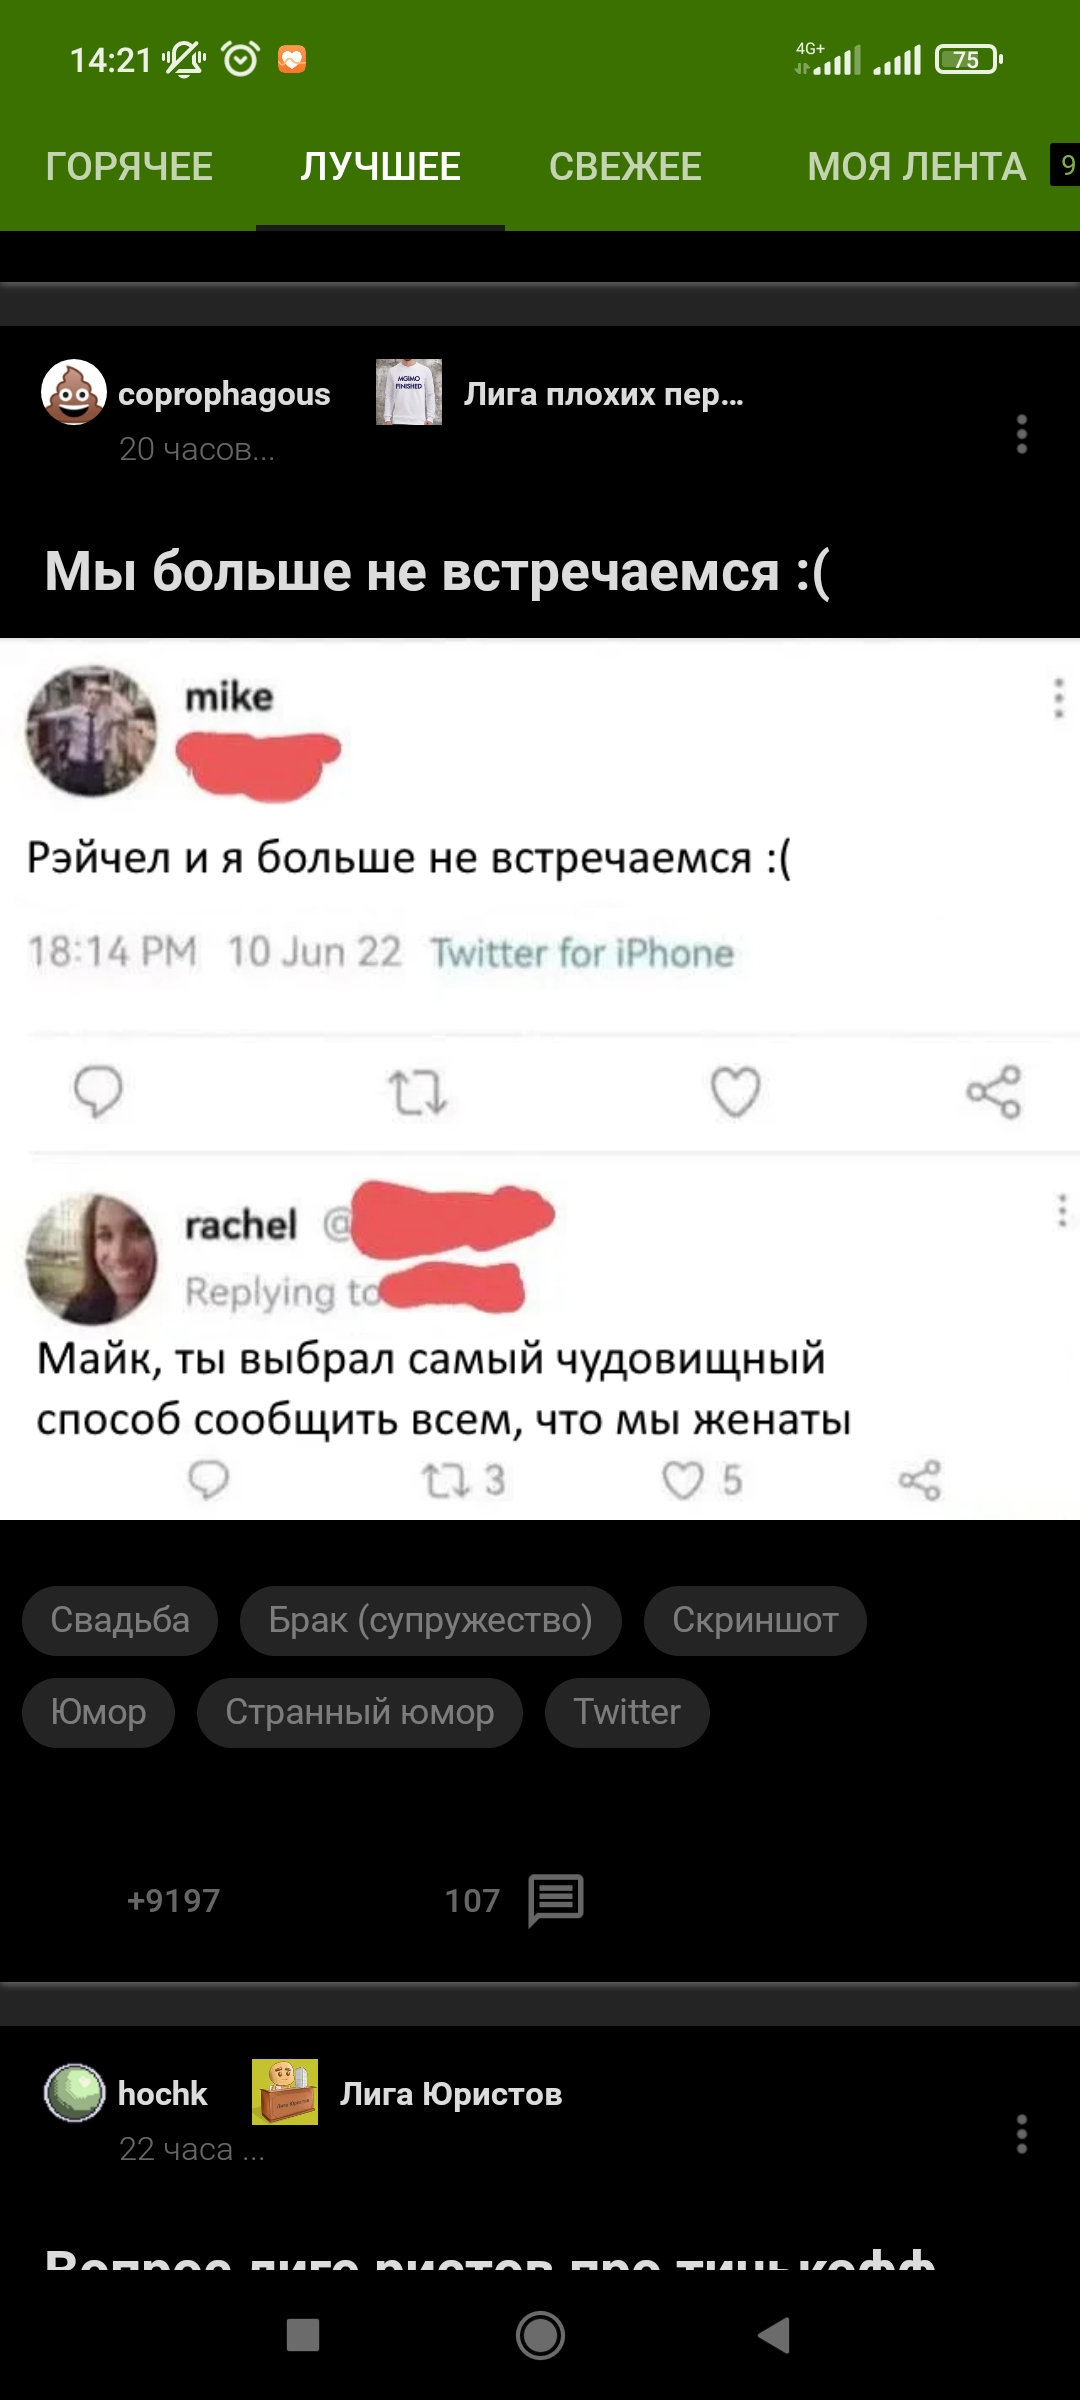 14:21 4G+ 75
ГОРЯЧЕЕ ЛУЧШЕЕ СВЕЖЕЕ МОЯ ЛЕНТА 9
coprophagous MGIMO FINISHED Лига плохих пер...
20 часов...
Мы больше не встречаемся :(
mike
Рэйчел и я больше не встречаемся :(
18:14 PM 10 Jun 22 Twitter for iPhone
rachel @
Replying to
Майк, ты выбрал самый чудовищный
способ сообщить всем, что мы женаты
3 5
Свадьба Брак (супружество) Скриншот
Юмор Странный юмор Twitter
+9197 107
hochk Лига Юристов
22 часа ...